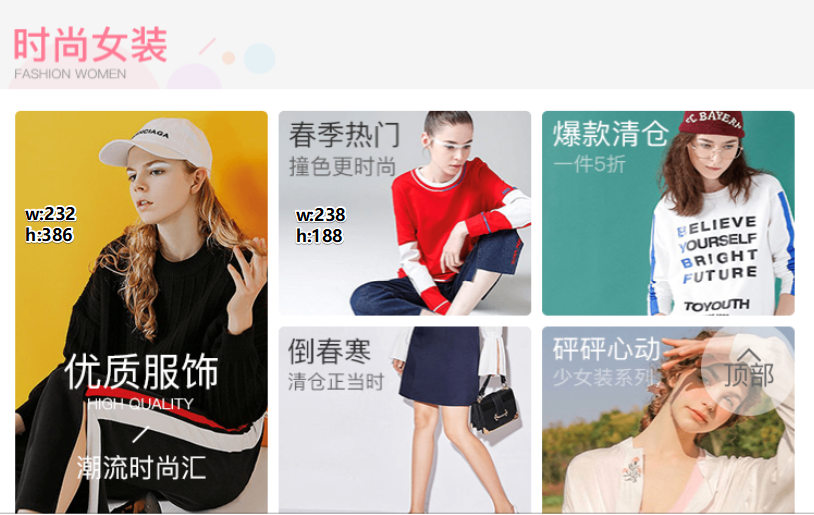 时尚女装
FASHION WOMEN
w:232
h:386
优质服饰
HIGH QUALITY
潮流时尚汇
春季热门
撞色更时尚
w:238
h:188
爆款清仓
一件5折
C BAYERN
BELIEVE
YOURSELF
BRIGHT
FUTURE
TOYOUTH
倒春寒
清仓正当时
砰砰心动
少女装系列
顶部